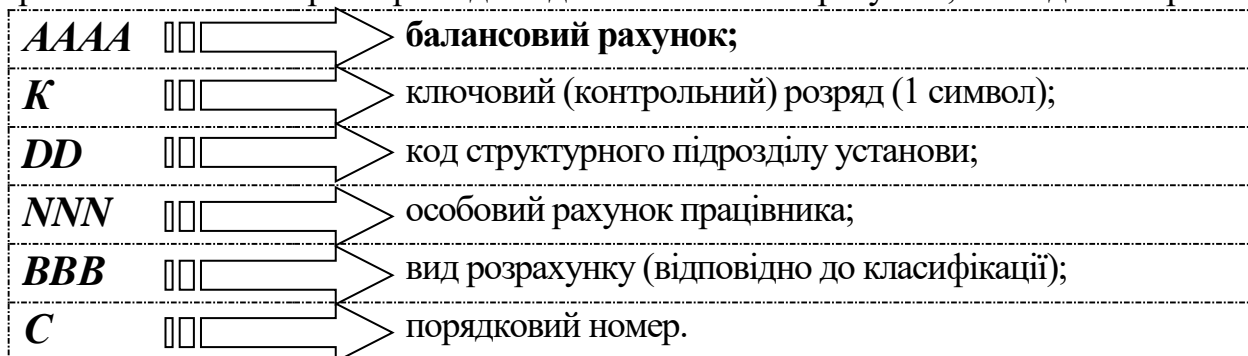 AAAA балансовий рахунок;
K ключовий (контрольний) розряд (1 символ);
DD код структурного підрозділу установи;
NNN особовий рахунок працівника;
BBB вид розрахунку (відповідно до класифікації);
C порядковий номер.